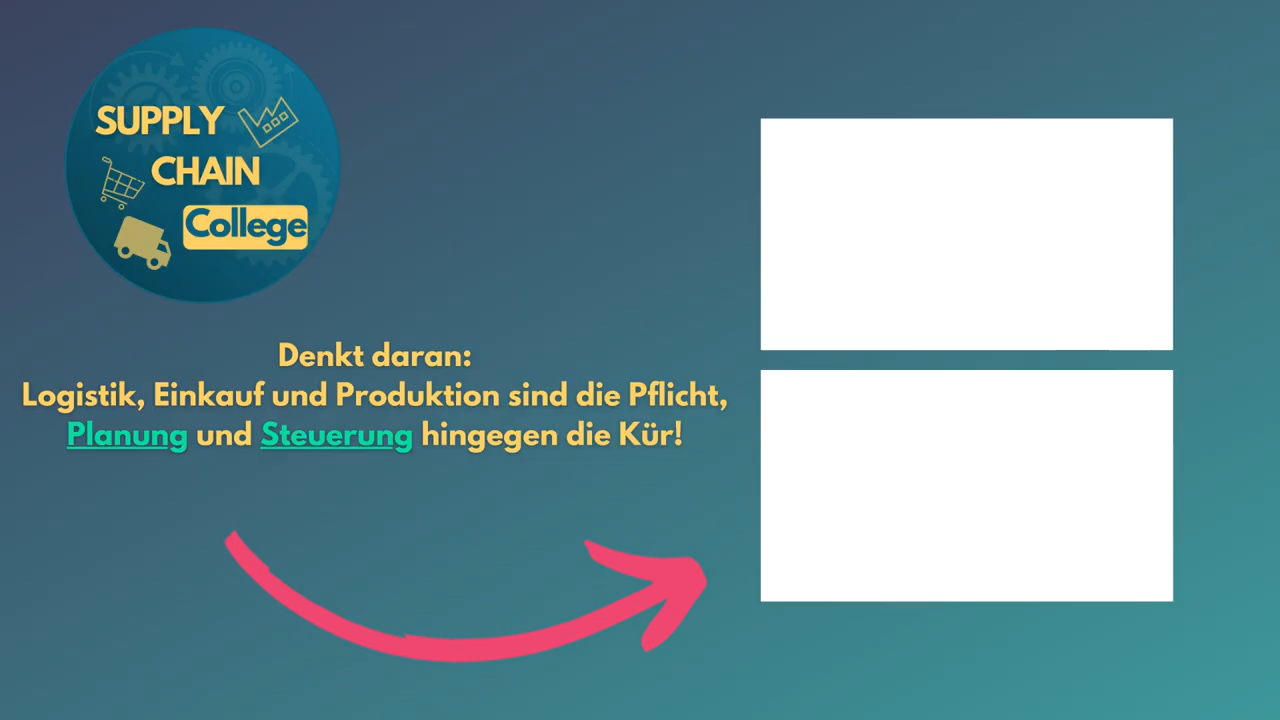 SUPPLY
CHAIN
College
Denkt daran:
Logistik, Einkauf und Produktion sind die Pflicht,
Planung und Steuerung hingegen die Kür!